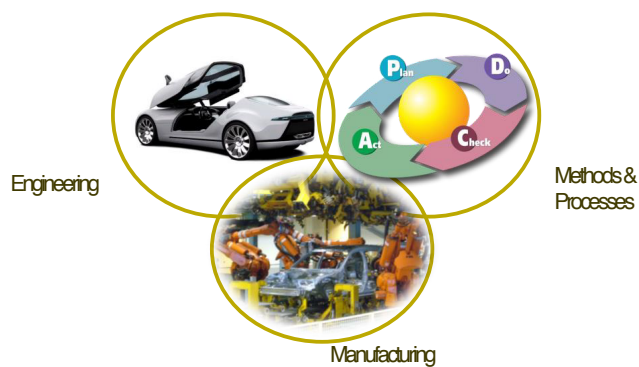 Plan
Do
Act
Check
Engineering
Methods &
Processes
Manufacturing